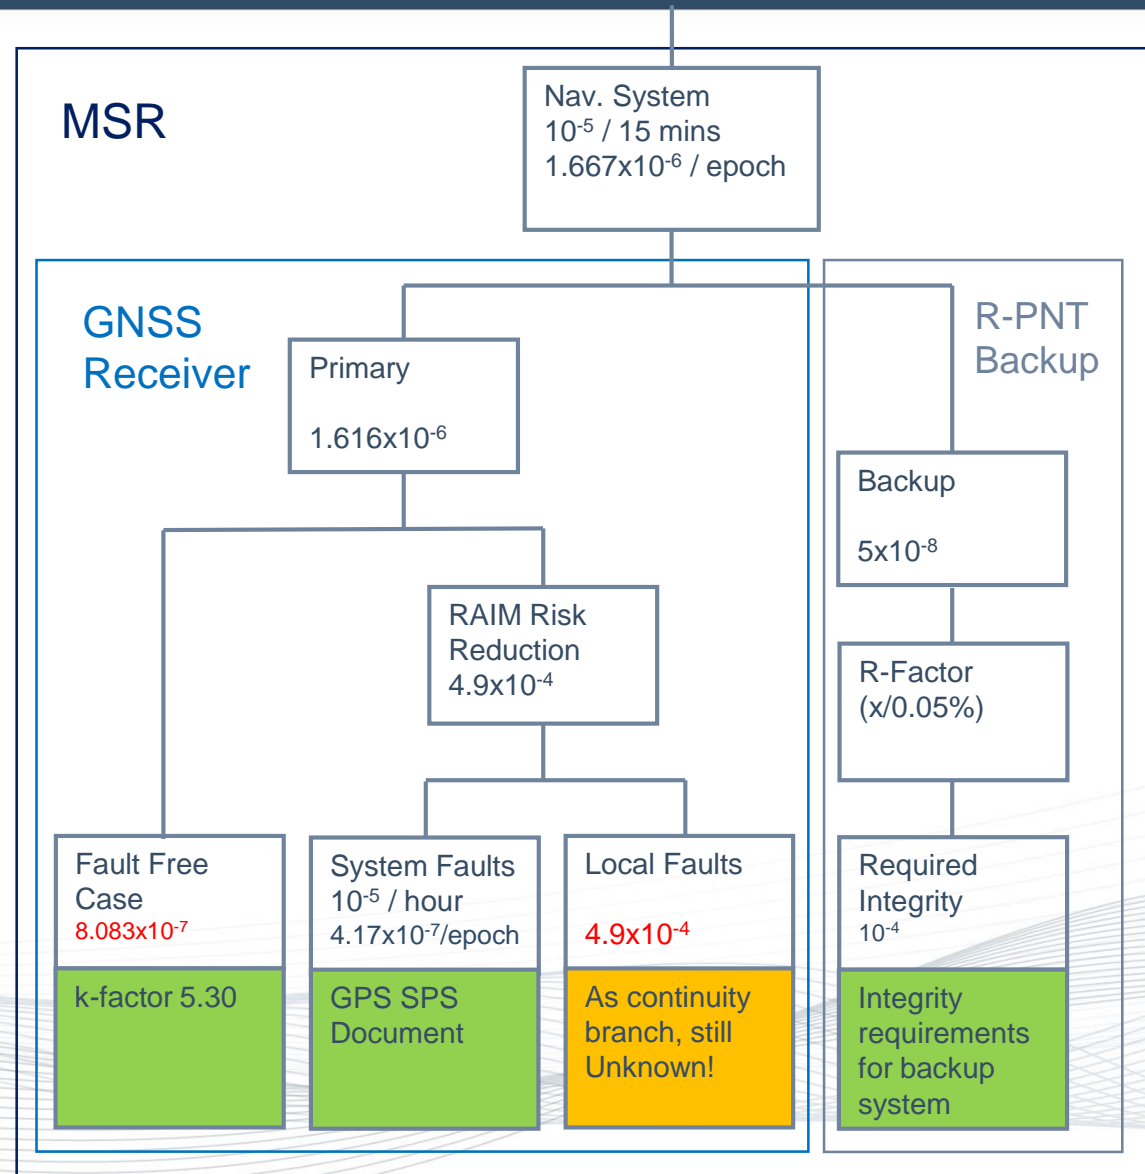 MSR
Nav. System
10⁻⁵ / 15 mins
1.667x10⁻⁶ / epoch
GNSS
Receiver
R-PNT
Backup
Primary
1.616x10⁻⁶
Backup
5x10⁻⁸
RAIM Risk
Reduction
4.9x10⁻⁴
R-Factor
(x/0.05%)
Fault Free
Case
8.083x10⁻⁷
k-factor 5.30
System Faults
10⁻⁵ / hour
4.17x10⁻⁷/epoch
GPS SPS
Document
Local Faults
4.9x10⁻⁴
As continuity
branch, still
Unknown!
Required
Integrity
10⁻⁴
Integrity
requirements
for backup
system